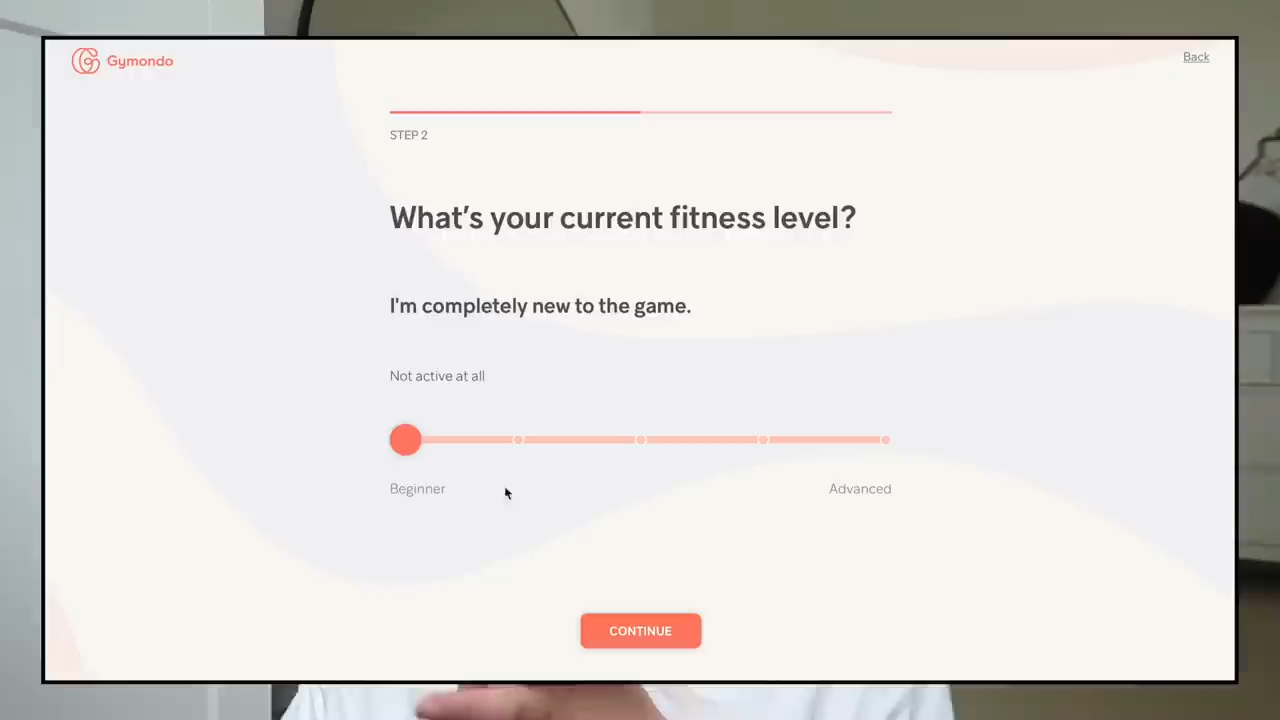 Gymondo
Back
STEP 2
What's your current fitness level?
I'm completely new to the game.
Not active at all
Beginner
Advanced
CONTINUE